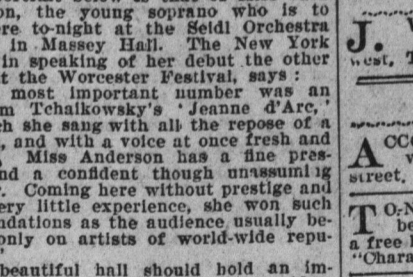 on, the young soprano who is to
re to-night at the Seidl Orchestra
in Massey Hall. The New York
in speaking of her debut the other
t the Worcester Festival, says :
most important number was an
m Tchaikowsky's 'Jeanne d'Arc,'
ch she sang with all the repose of a
, and with a voice at once fresh and
Miss Anderson has a fine pres-
nd a confident though unassuming
. Coming here without prestige and
ery little experience, she won such
ndations as the audience usually be-
only on artists of world-wide repu-
beautiful hall should hold an im-
J. W
west, T
A CCO
W
street,
T O-N
be
a free l
"Ohara